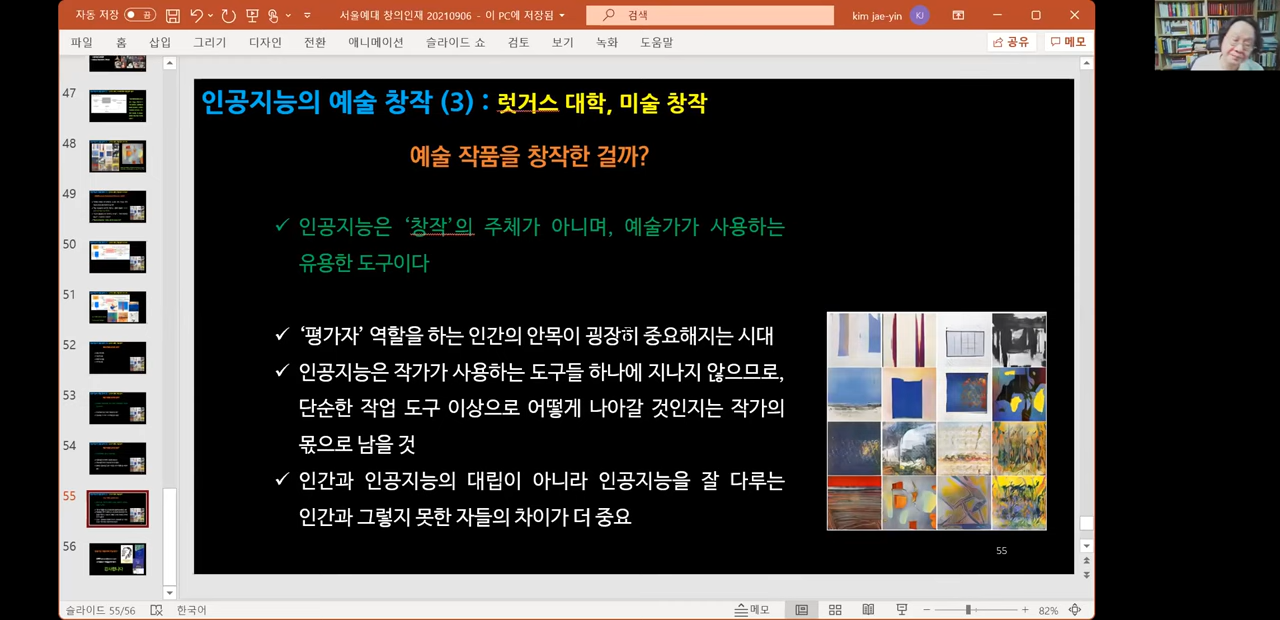 자동 저장 끔 서울예대 창의인재 20210906 - 이 PC에 저장됨 검색 kim jae-yin KJ
파일 홈 삽입 그리기 디자인 전환 애니메이션 슬라이드 쇼 검토 보기 녹화 도움말 공유 메모
47
48
49
50
51
52
53
54
55
56
인공지능의 예술 창작 (3) : 럿거스 대학, 미술 창작
예술 작품을 창작한 걸까?
✓ 인공지능은 ‘창작’의 주체가 아니며, 예술가가 사용하는
유용한 도구이다
✓ ‘평가자’ 역할을 하는 인간의 안목이 굉장히 중요해지는 시대
✓ 인공지능은 작가가 사용하는 도구들 하나에 지나지 않으므로,
단순한 작업 도구 이상으로 어떻게 나아갈 것인지는 작가의
몫으로 남을 것
✓ 인간과 인공지능의 대립이 아니라 인공지능을 잘 다루는
인간과 그렇지 못한 자들의 차이가 더 중요
55
슬라이드 55/56 한국어 메모 82%